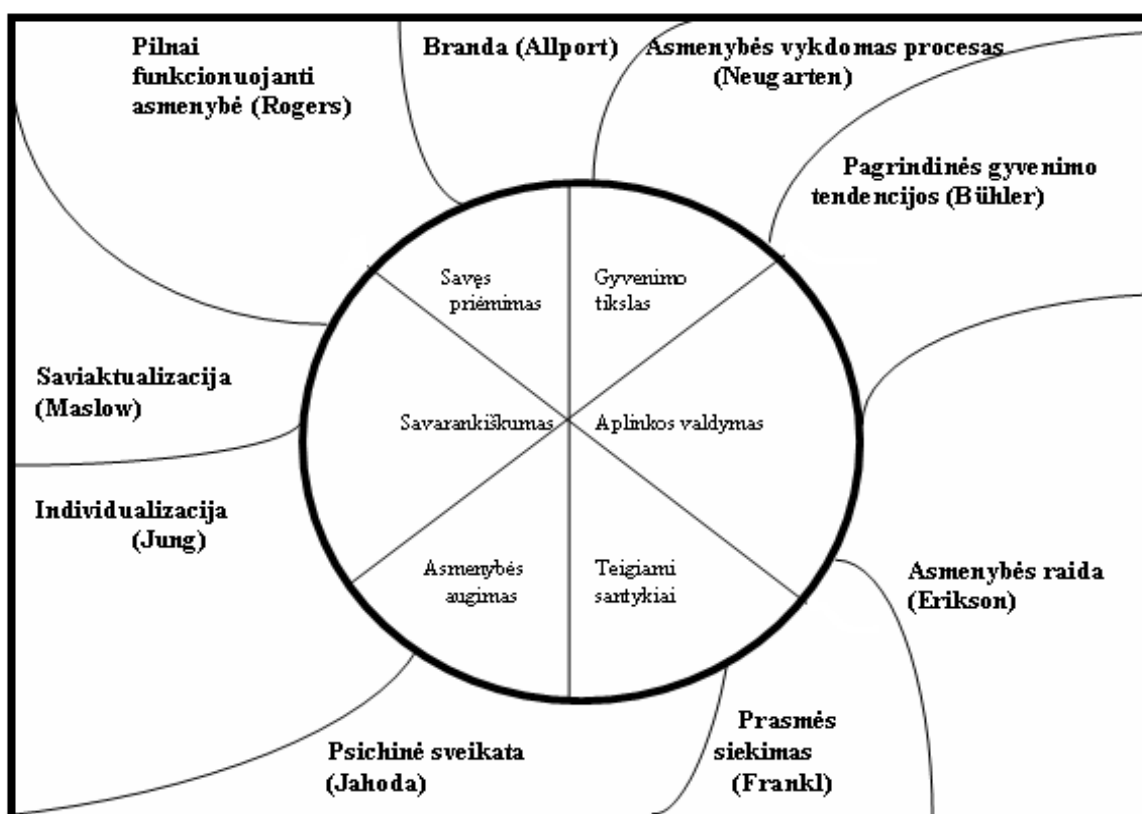 Pilnai
funkcionuojanti
asmenybė (Rogers)
Branda (Allport)
Asmenybės vykdomas procesas
(Neugarten)
Pagrindinės gyvenimo
tendencijos (Bühler)
Savęs
priėmimas
Gyvenimo
tikslas
Saviaktualizacija
(Maslow)
Savarankiškumas
Aplinkos valdymas
Individualizacija
(Jung)
Asmenybės
augimas
Teigiami
santykiai
Asmenybės raida
(Erikson)
Psichinė sveikata
(Jahoda)
Prasmės
siekimas
(Frankl)